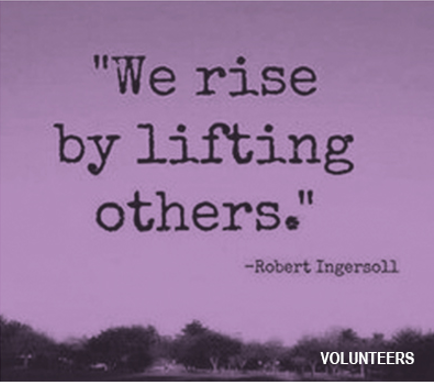 "We rise
by lifting
others."
-Robert Ingersoll
VOLUNTEERS